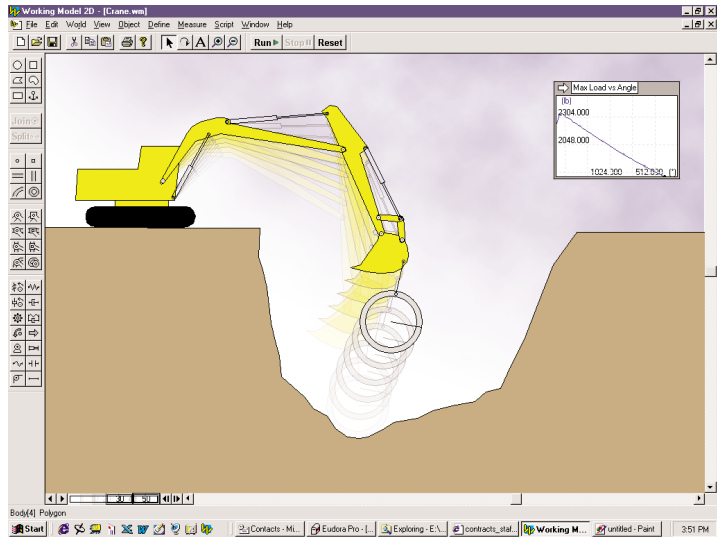 Working Model 2D - [Crane.wm]
File Edit World View Object Define Measure Script Window Help
A Run Stop Reset
Join
Split
Max Load vs Angle
(lb)
2304.000
2048.000
1024.000 512.000 (°)
30 50
Body[4] Polygon
Start Contacts - Mi... Eudora Pro - [... Exploring - E:\... contracts_staf... Working M... untitled - Paint 3:51 PM